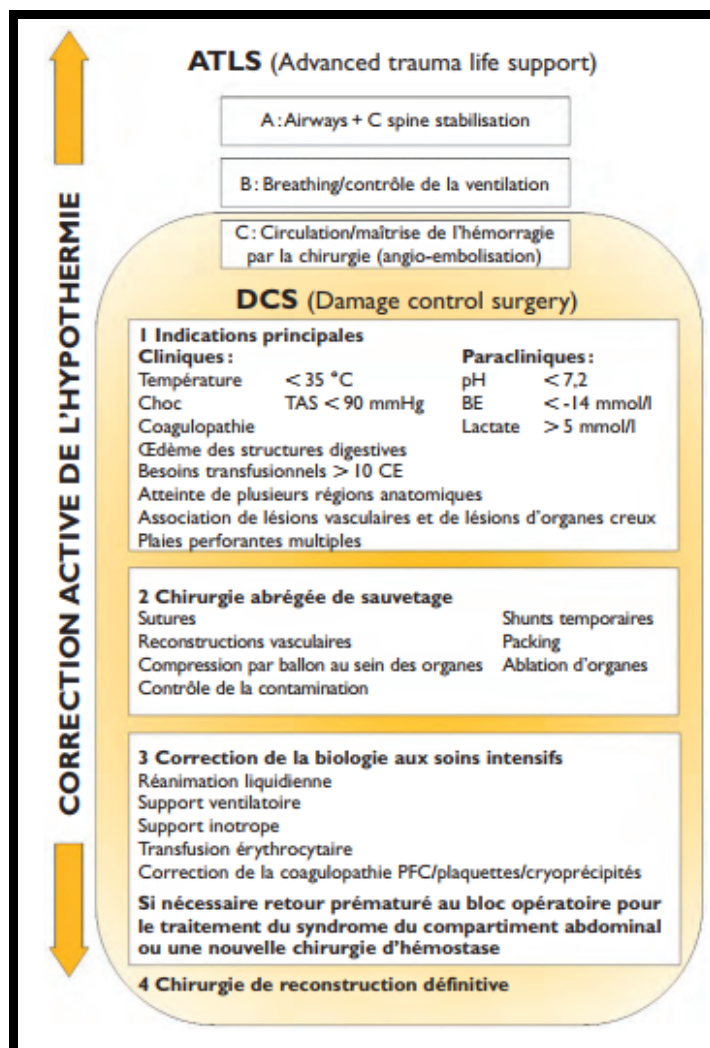 CORRECTION ACTIVE DE L'HYPOTHERMIE
ATLS (Advanced trauma life support)
A : Airways + C spine stabilisation
B : Breathing/contrôle de la ventilation
C : Circulation/maîtrise de l'hémorragie
par la chirurgie (angio-embolisation)
DCS (Damage control surgery)
1 Indications principales
Cliniques : Paracliniques :
Température < 35 °C pH < 7,2
Choc TAS < 90 mmHg BE < -14 mmol/l
Coagulopathie Lactate > 5 mmol/l
Œdème des structures digestives
Besoins transfusionnels > 10 CE
Atteinte de plusieurs régions anatomiques
Association de lésions vasculaires et de lésions d'organes creux
Plaies perforantes multiples
2 Chirurgie abrégée de sauvetage
Sutures Shunts temporaires
Reconstructions vasculaires Packing
Compression par ballon au sein des organes Ablation d'organes
Contrôle de la contamination
3 Correction de la biologie aux soins intensifs
Réanimation liquidienne
Support ventilatoire
Support inotrope
Transfusion érythrocytaire
Correction de la coagulopathie PFC/plaquettes/cryoprécipités
Si nécessaire retour prématuré au bloc opératoire pour
le traitement du syndrome du compartiment abdominal
ou une nouvelle chirurgie d'hémostase
4 Chirurgie de reconstruction définitive